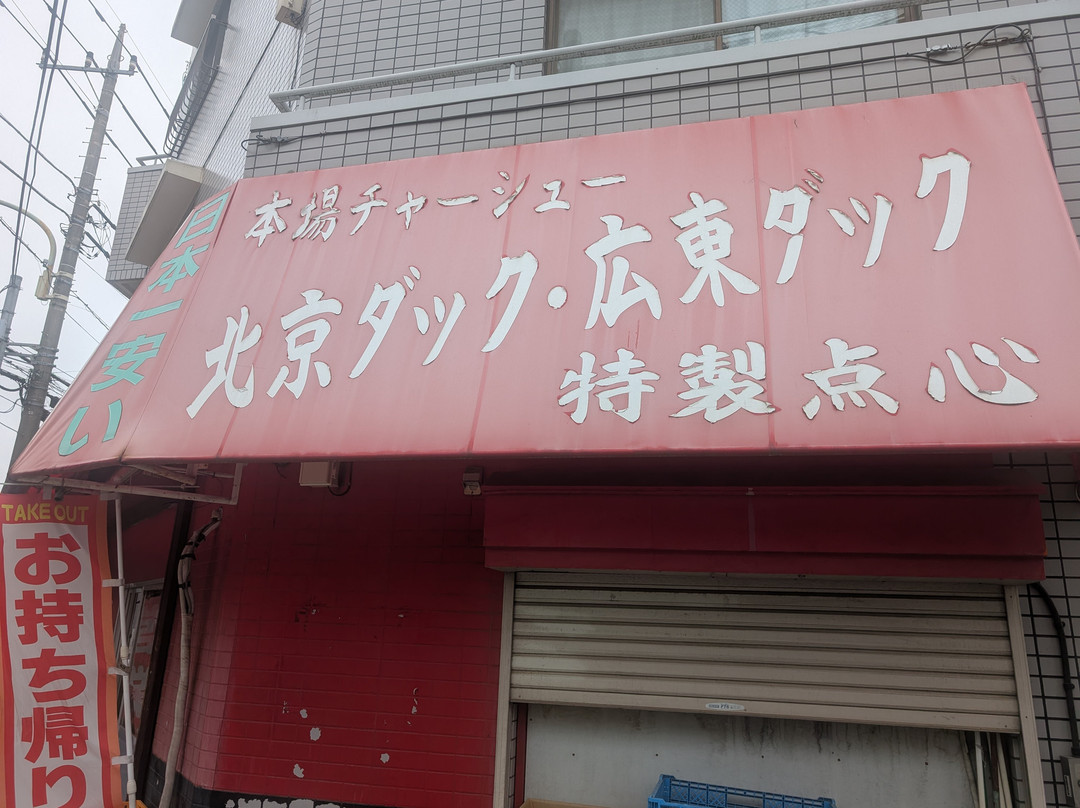 本場チャーシュー
北京ダック・広東ダック
特製点心
日本一安い
TAKE OUT
お持ち帰り